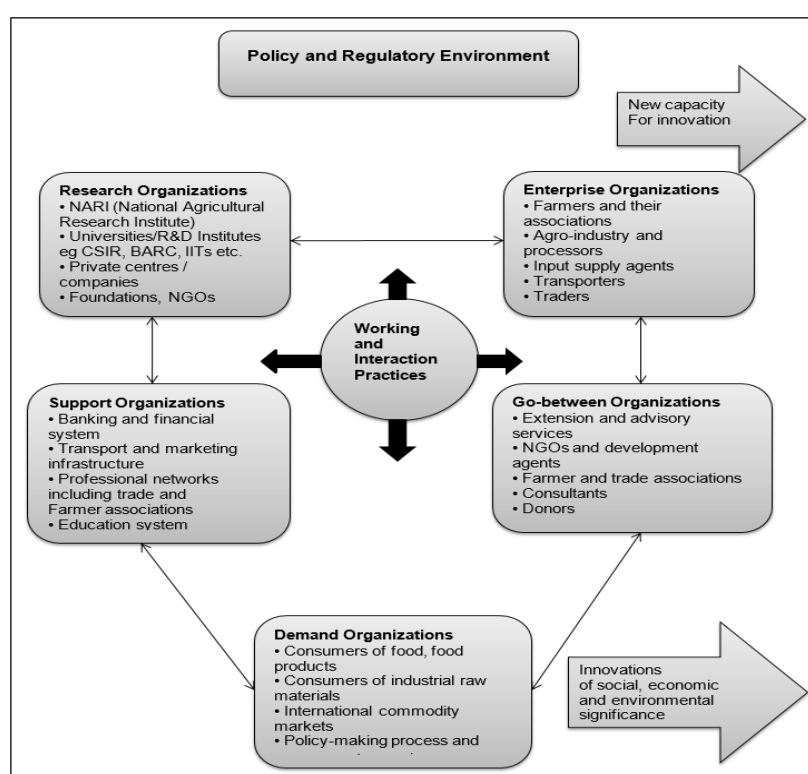 Policy and Regulatory Environment
New capacity
For innovation
Research Organizations
• NARI (National Agricultural
Research Institute)
• Universities/R&D Institutes
eg CSIR, BARC, IITs etc.
• Private centres /
companies
• Foundations, NGOs
Enterprise Organizations
• Farmers and their
associations
• Agro-industry and
processors
• Input supply agents
• Transporters
• Traders
Working
and
Interaction
Practices
Support Organizations
• Banking and financial
system
• Transport and marketing
infrastructure
• Professional networks
including trade and
Farmer associations
• Education system
Go-between Organizations
• Extension and advisory
services
• NGOs and development
agents
• Farmer and trade associations
• Consultants
• Donors
Demand Organizations
• Consumers of food, food
products
• Consumers of industrial raw
materials
• International commodity
markets
• Policy-making process and
Innovations
of social, economic
and environmental
significance